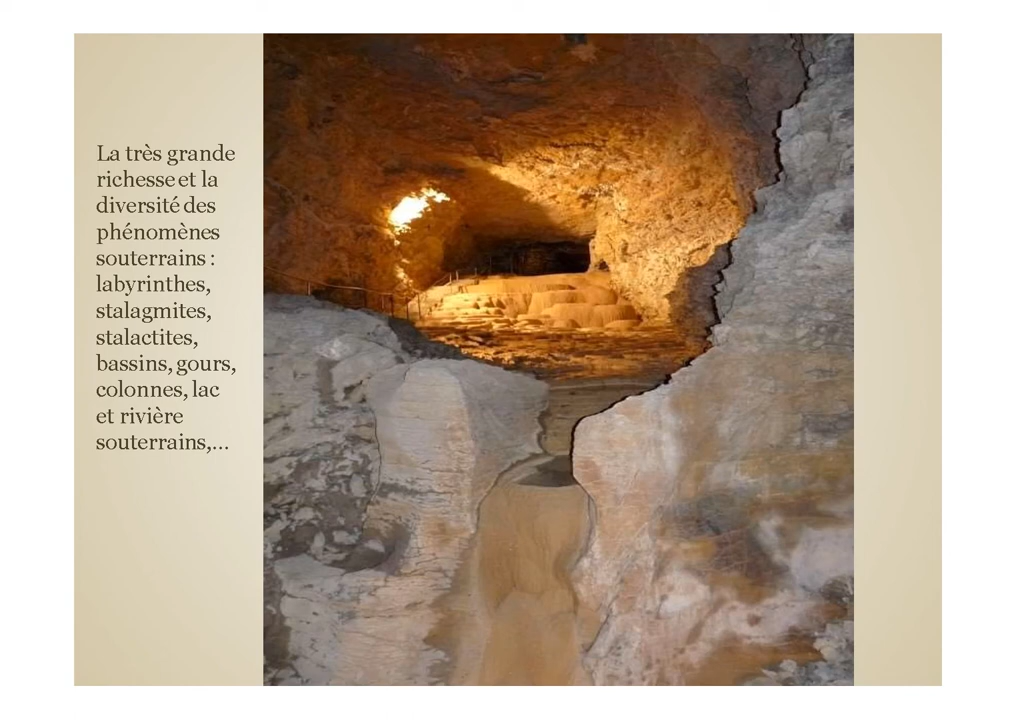 La très grande
richesse et la
diversité des
phénomènes
souterrains :
labyrinthes,
stalagmites,
stalactites,
bassins, gours,
colonnes, lac
et rivière
souterrains,...